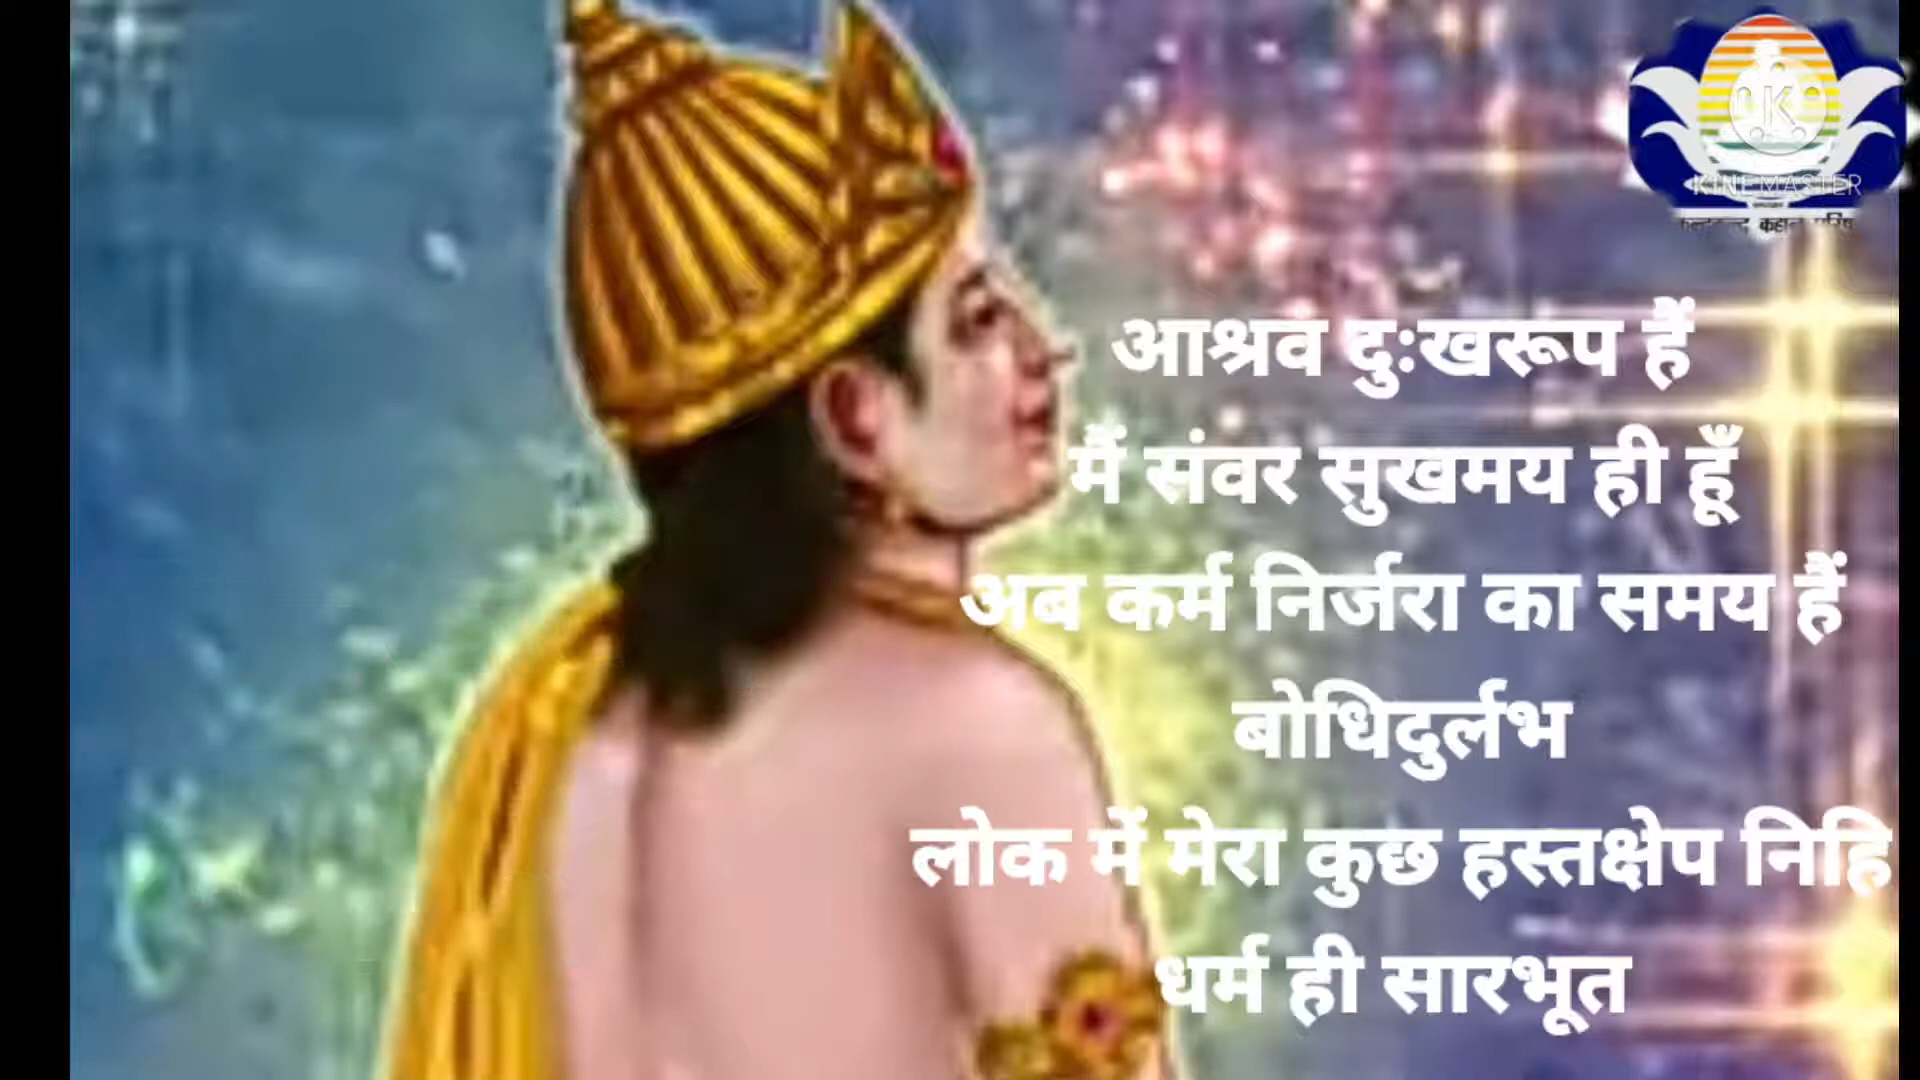 KINEMASTER
आश्रव दुःखरूप हैं
मैं संवर सुखमय ही हूँ
अब कर्म निर्जरा का समय हैं
बोधिदुर्लभ
लोक में मेरा कुछ हस्तक्षेप निहि
धर्म ही सारभूत